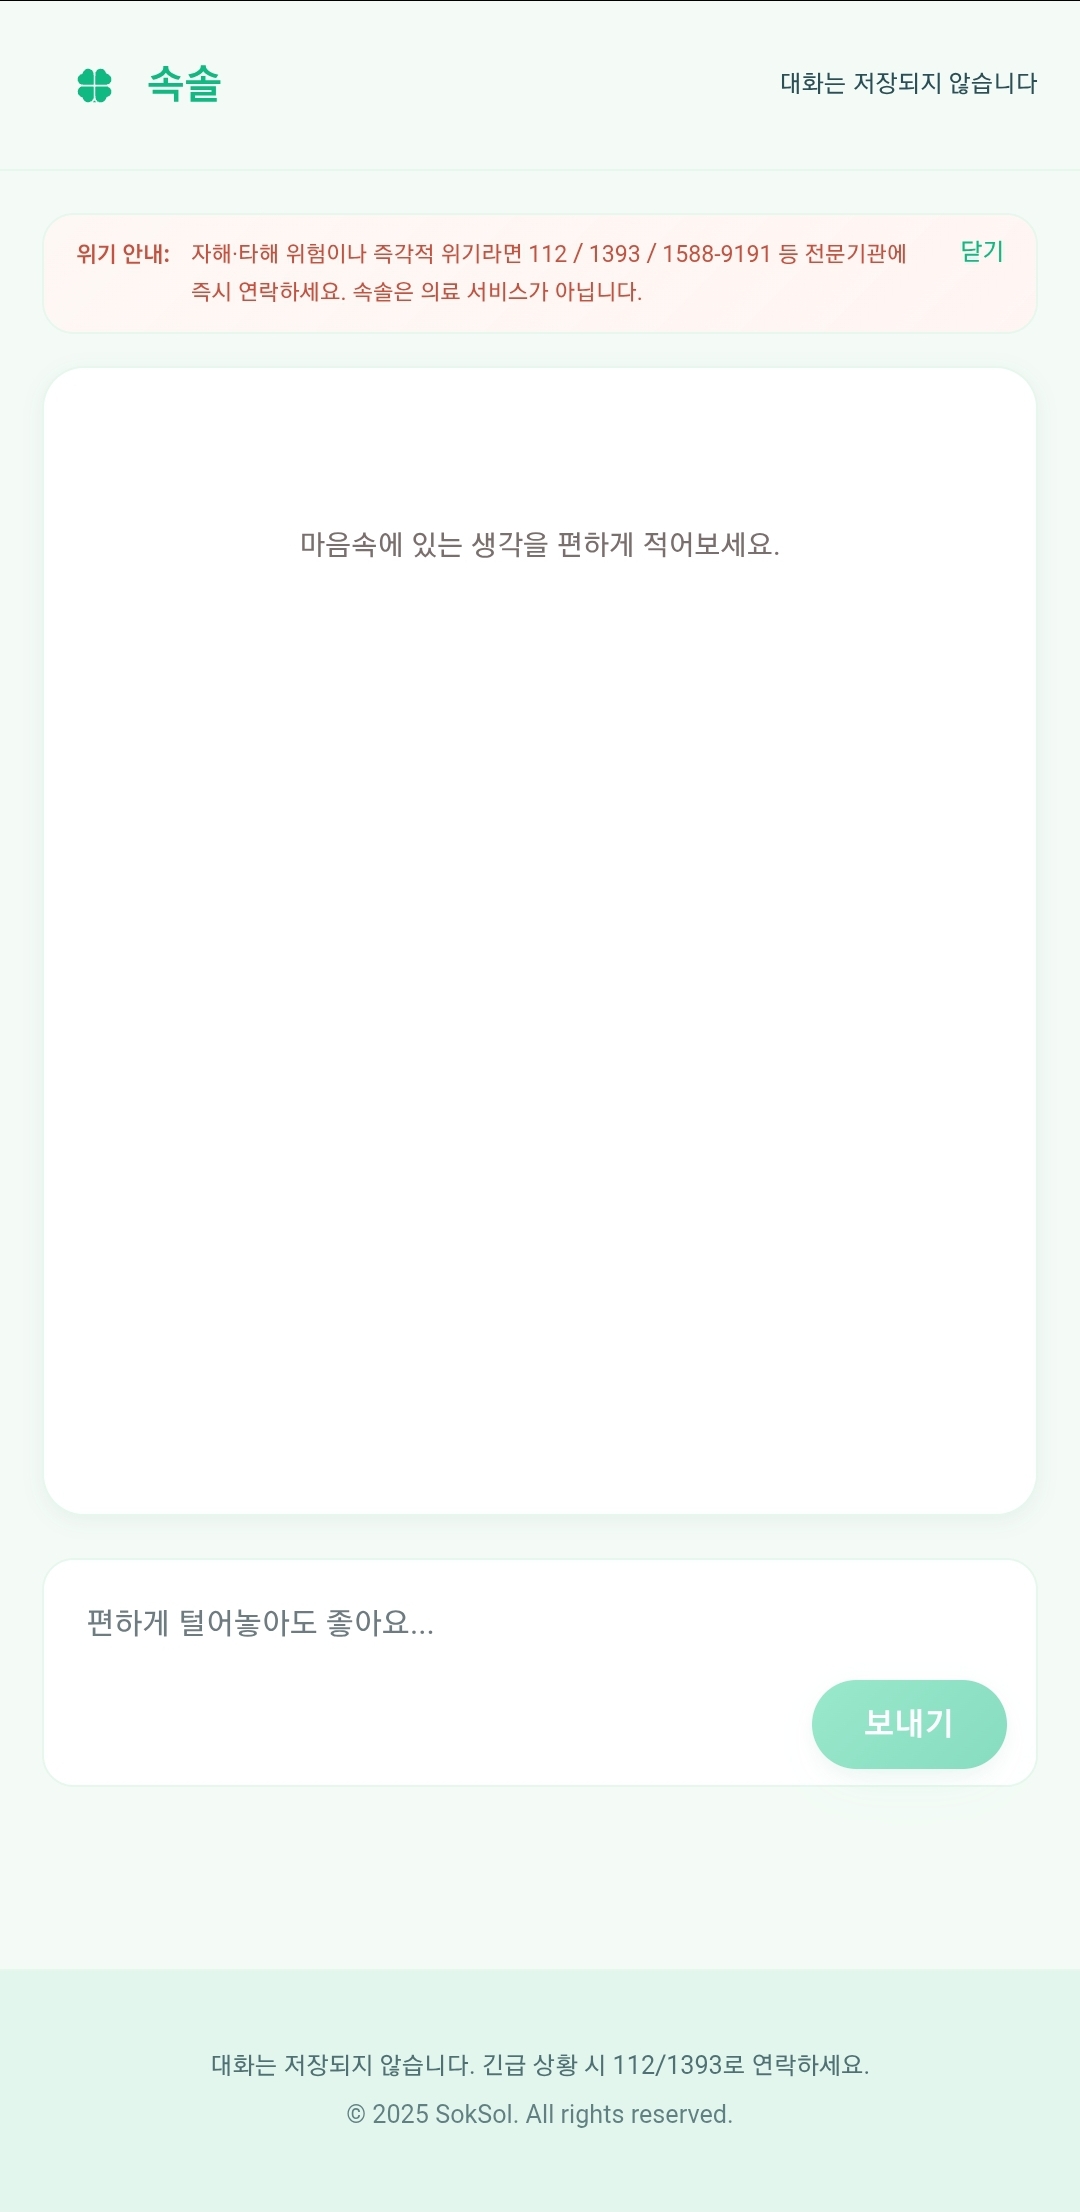 속솔
대화는 저장되지 않습니다
위기 안내: 자해·타해 위험이나 즉각적 위기라면 112 / 1393 / 1588-9191 등 전문기관에
즉시 연락하세요. 속솔은 의료 서비스가 아닙니다.
닫기
마음속에 있는 생각을 편하게 적어보세요.
편하게 털어놓아도 좋아요...
보내기
대화는 저장되지 않습니다. 긴급 상황 시 112/1393로 연락하세요.
© 2025 SokSol. All rights reserved.